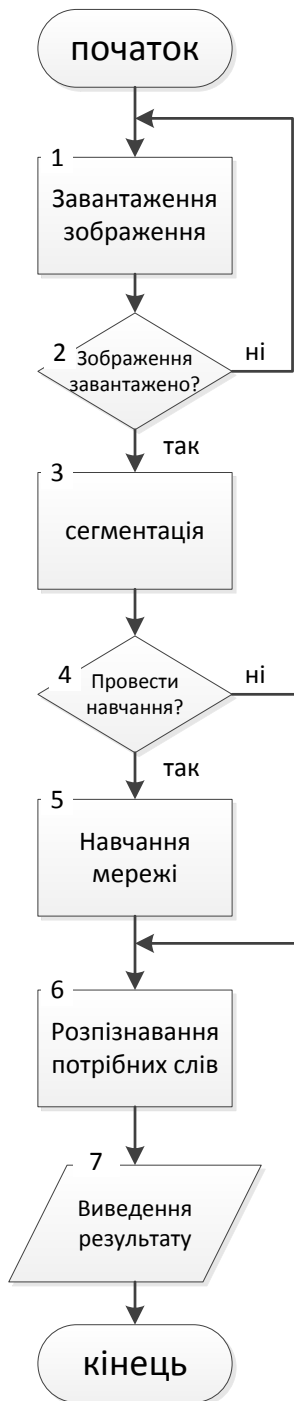 початок
1
Завантаження
зображення
2
Зображення
завантажено?
ні
так
3
сегментація
4
Провести
навчання?
ні
так
5
Навчання
мережі
6
Розпізнавання
потрібних слів
7
Виведення
результату
кінець